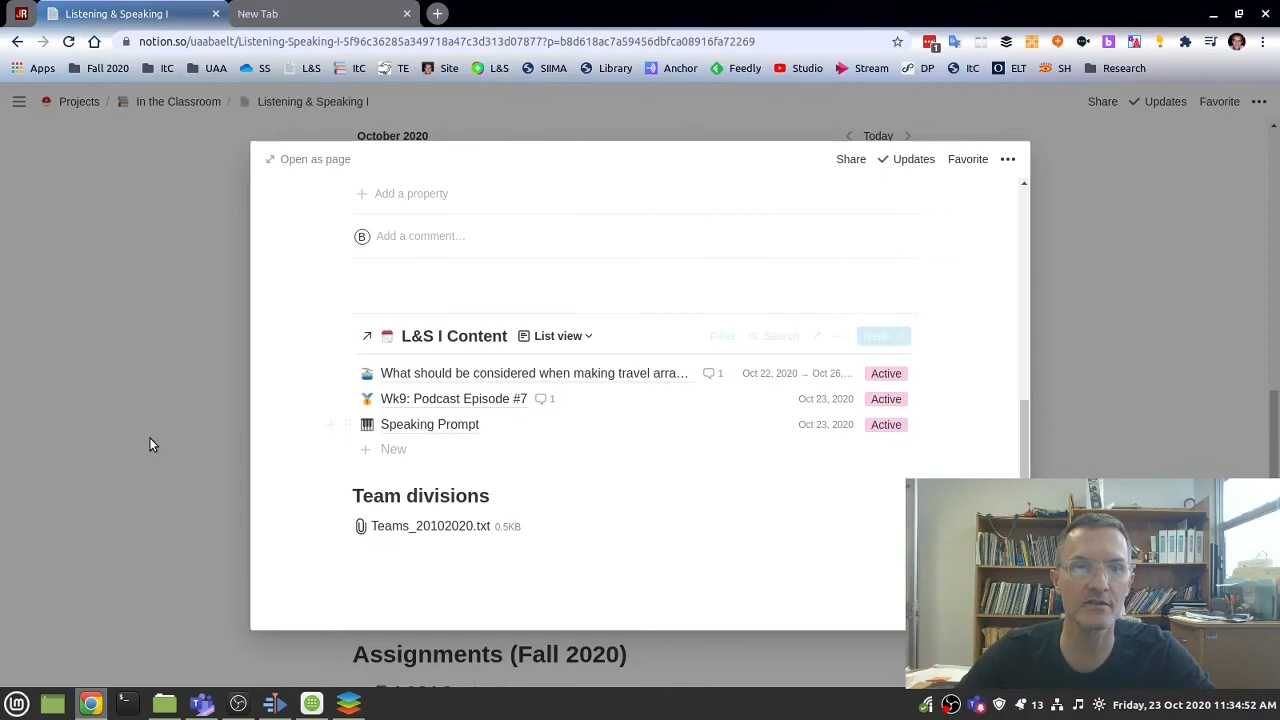 JR Listening & Speaking I
New Tab
notion.so/uaabaelt/Listening-Speaking-I-5f96c36285a349718a47c3d313d07877?p=b8d618ac7a59456dbfca08916fa72269
1
Apps Fall 2020 ItC UAA SS L&S ItC TE Site L&S SIIMA Library Anchor Feedly Studio Stream DP ItC ELT SH Research
Projects / In the Classroom / Listening & Speaking I
Share Updates Favorite
October 2020
Today
Open as page
Share Updates Favorite
Add a property
B Add a comment…
L&S I Content List view
Filter Search New
What should be considered when making travel arra… 1 Oct 22, 2020 → Oct 26,… Active
Wk9: Podcast Episode #7 1 Oct 23, 2020 Active
Speaking Prompt Oct 23, 2020 Active
New
Team divisions
Teams_20102020.txt 0.5KB
Assignments (Fall 2020)
13 Friday, 23 Oct 2020, 11:34:52 AM